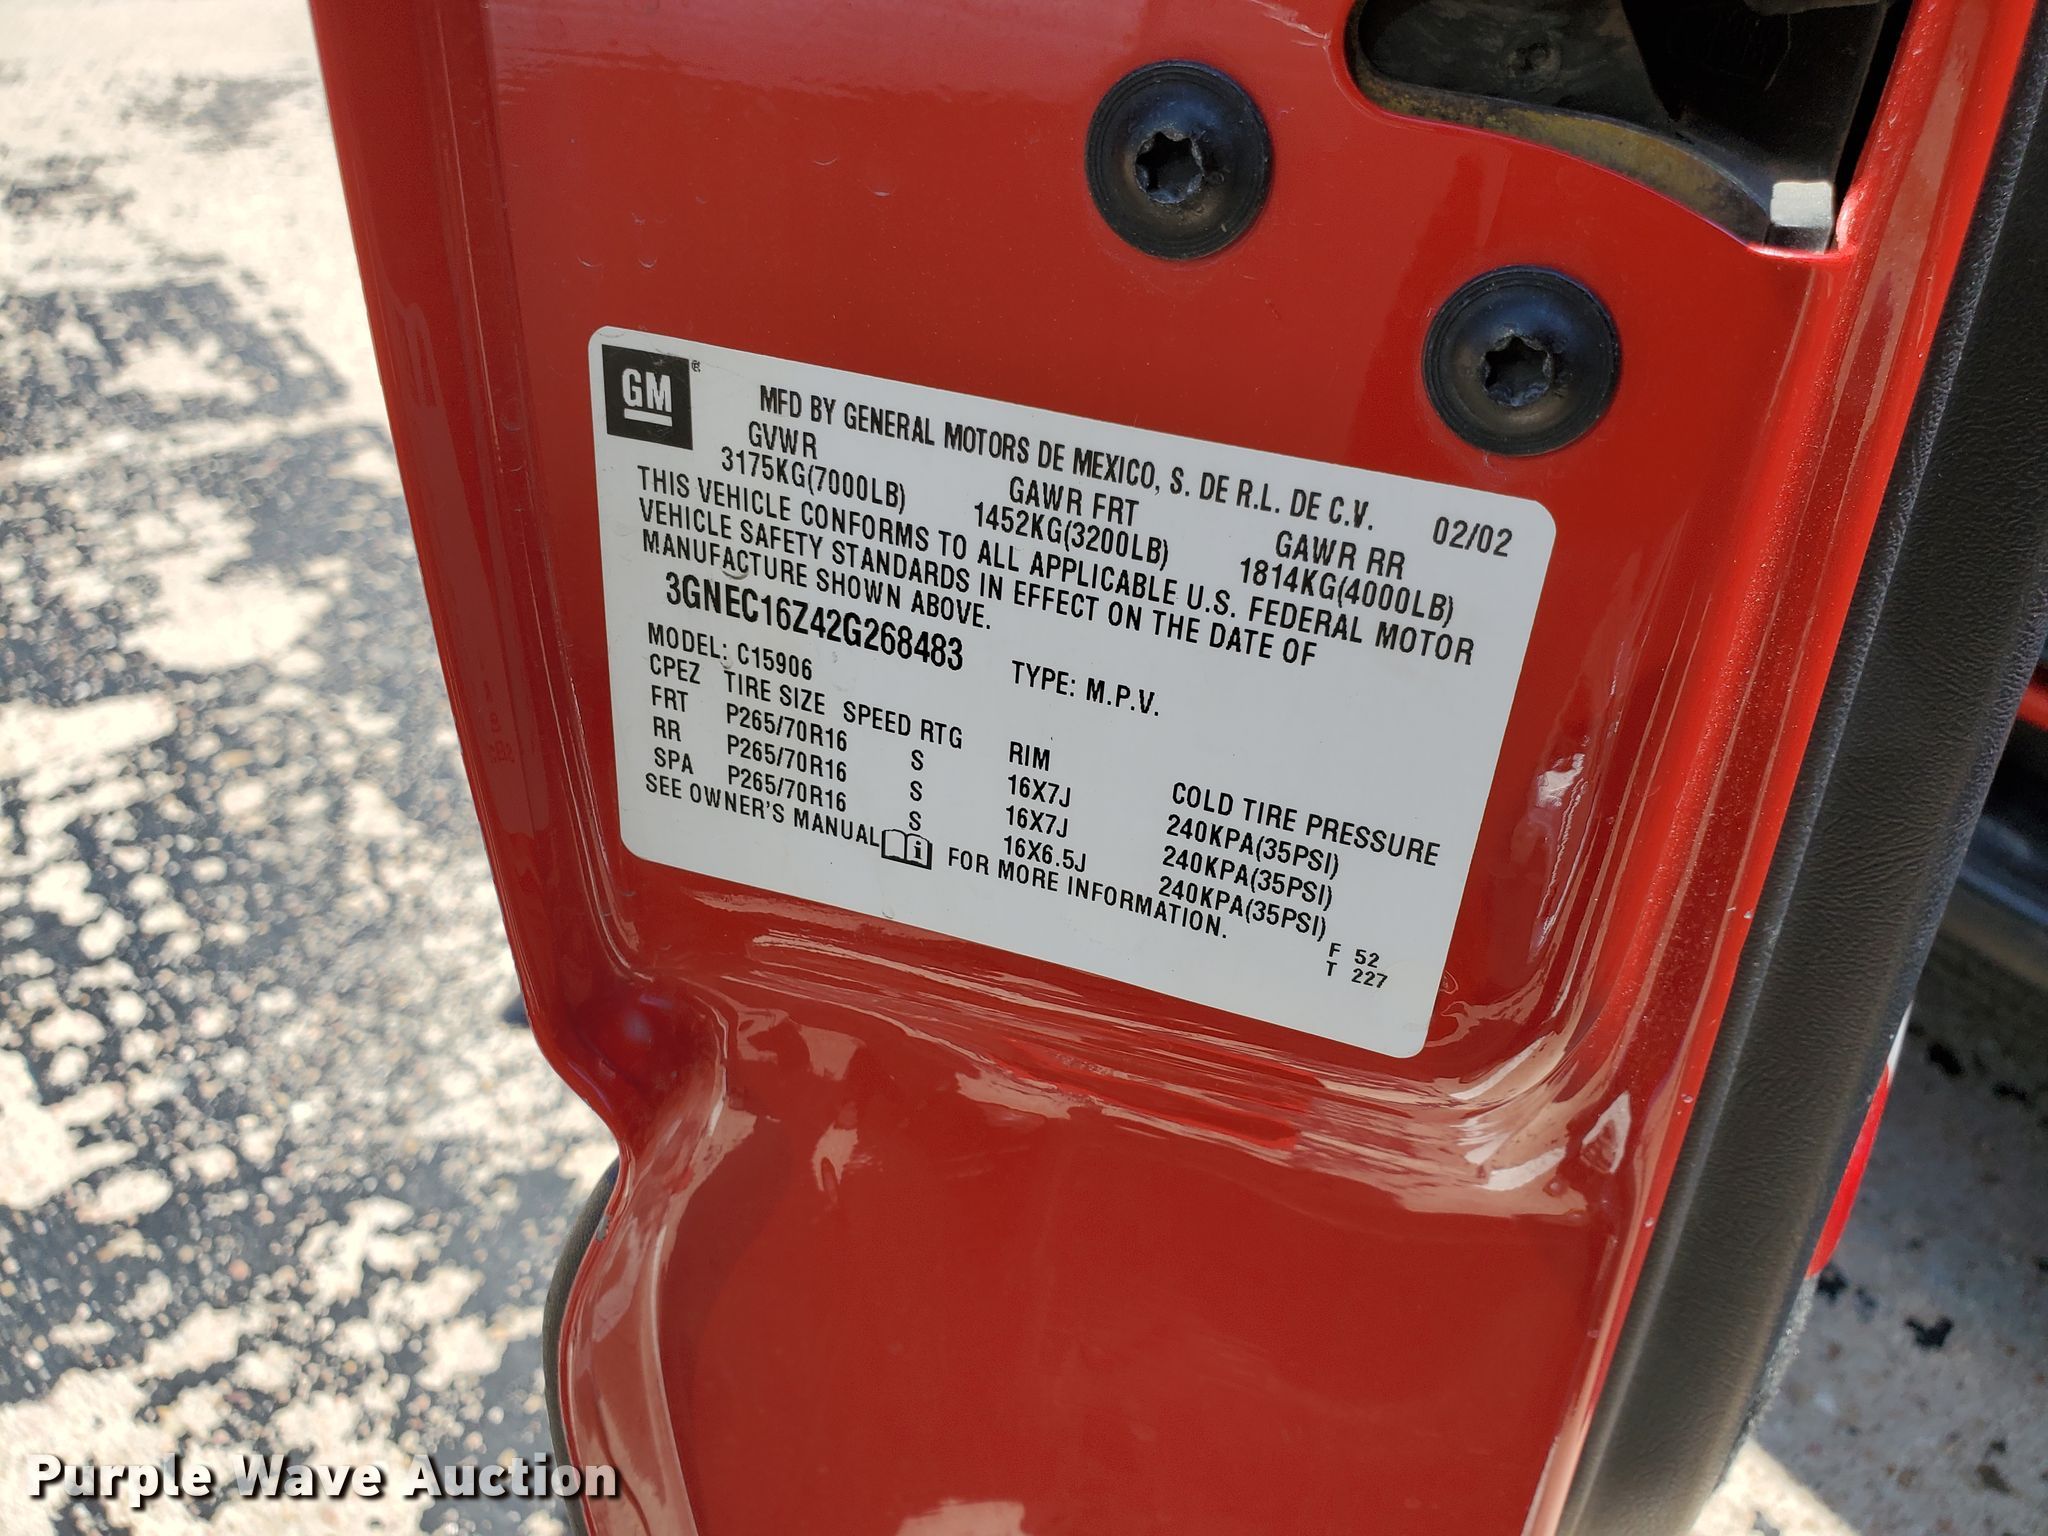 GM ®
MFD BY GENERAL MOTORS DE MEXICO, S. DE R.L. DE C.V. 02/02
GVWR GAWR FRT GAWR RR
3175KG(7000LB) 1452KG(3200LB) 1814KG(4000LB)
THIS VEHICLE CONFORMS TO ALL APPLICABLE U.S. FEDERAL MOTOR
VEHICLE SAFETY STANDARDS IN EFFECT ON THE DATE OF
MANUFACTURE SHOWN ABOVE.
3GNEC16Z42G268483 TYPE: M.P.V.
MODEL: C15906
CPEZ TIRE SIZE SPEED RTG RIM COLD TIRE PRESSURE
FRT P265/70R16 S 16X7J 240KPA(35PSI)
RR P265/70R16 S 16X7J 240KPA(35PSI)
SPA P265/70R16 S 16X6.5J 240KPA(35PSI)
SEE OWNER'S MANUAL i FOR MORE INFORMATION.
F 52
T 227
Purple Wave Auction